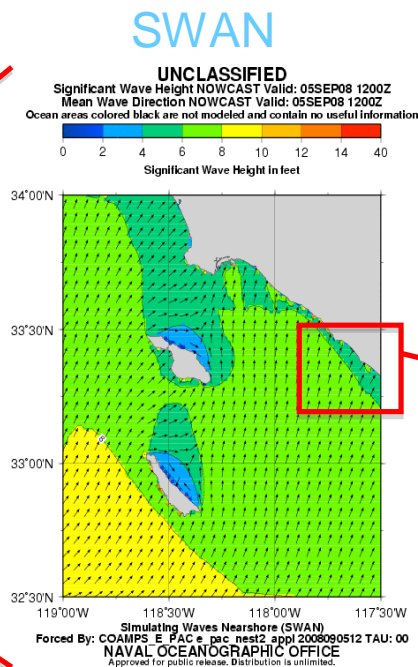 SWAN
UNCLASSIFIED
Significant Wave Height NOWCAST Valid: 05SEP08 1200Z
Mean Wave Direction NOWCAST Valid: 05SEP08 1200Z
Ocean areas colored black are not modeled and contain no useful information
0 2 4 6 8 10 12 14 40
Significant Wave Height in feet
34°00'N
33°30'N
33°00'N
32°30'N
119°00'W 118°30'W 118°00'W 117°30'W
Simulating Waves Nearshore (SWAN)
Forced By: COAMPS_E_PAC e_pac_nest2_appl 2008090512 TAU: 00
NAVAL OCEANOGRAPHIC OFFICE
Approved for public release. Distribution is unlimited.